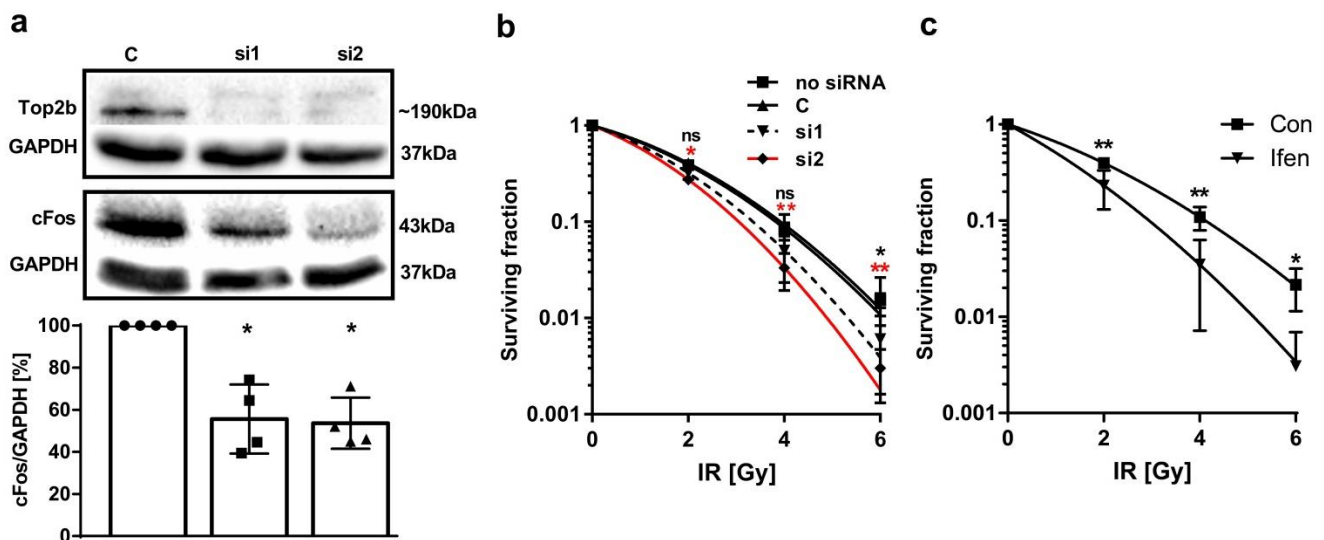 a
C si1 si2
Top2b ~190kDa
GAPDH 37kDa
cFos 43kDa
GAPDH 37kDa
cFos/GAPDH [%]
100
80
60
40
20
0
* *
b
no siRNA
C
si1
si2
Surviving fraction
1
0.1
0.01
0.001
ns
*
ns
**
*
**
0 2 4 6
IR [Gy]
c
Con
Ifen
Surviving fraction
1
0.1
0.01
0.001
**
**
*
0 2 4 6
IR [Gy]